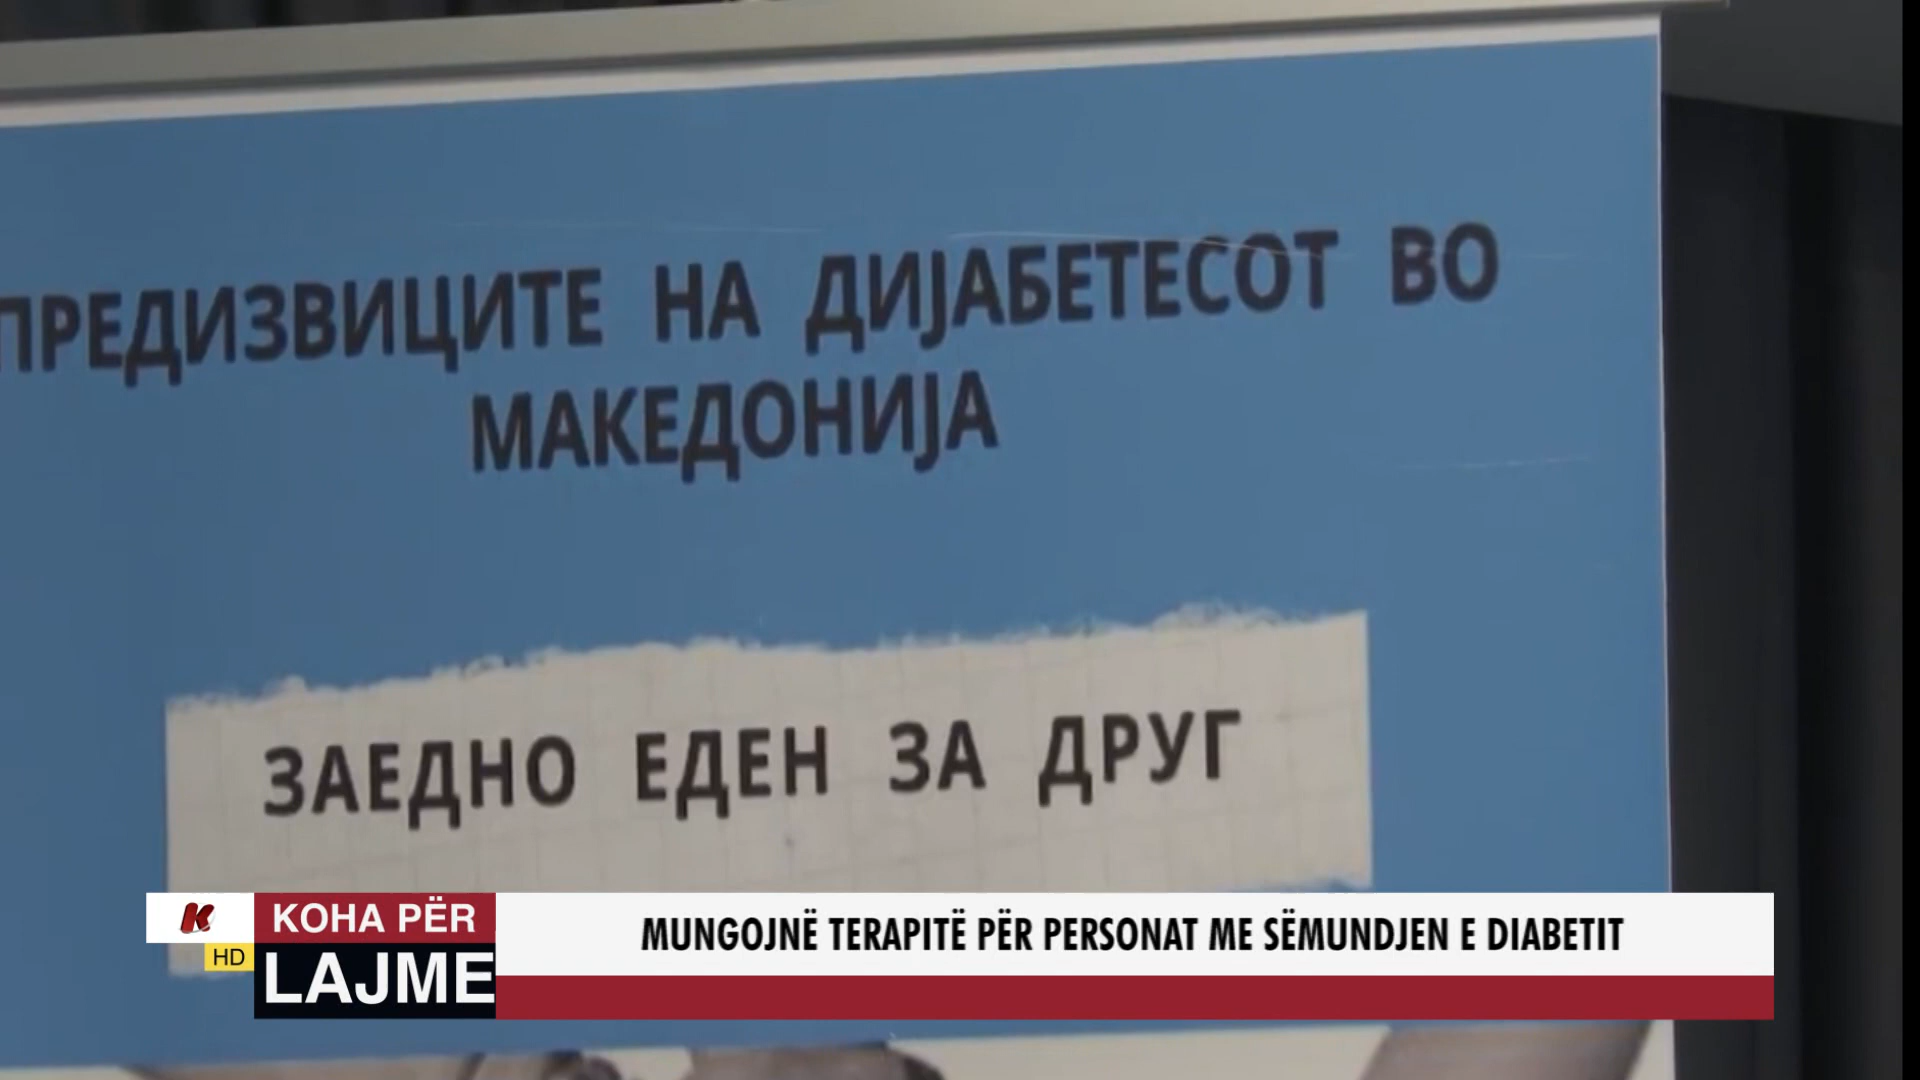 ПРЕДИЗВИЦИТЕ НА ДИЈАБЕТЕСОТ ВО
МАКЕДОНИЈА
ЗАЕДНО ЕДЕН ЗА ДРУГ
K
HD
KOHA PËR
LAJME
MUNGOJNË TERAPITË PËR PERSONAT ME SËMUNDJEN E DIABETIT